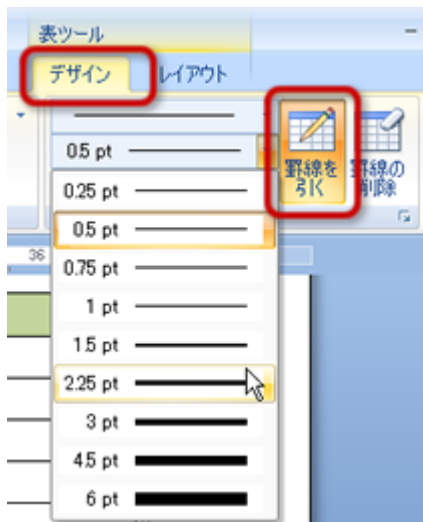 表ツール
デザイン レイアウト
0.5 pt
罫線を
引く
罫線の
削除
0.25 pt
0.5 pt
36
0.75 pt
1 pt
1.5 pt
2.25 pt
3 pt
4.5 pt
6 pt